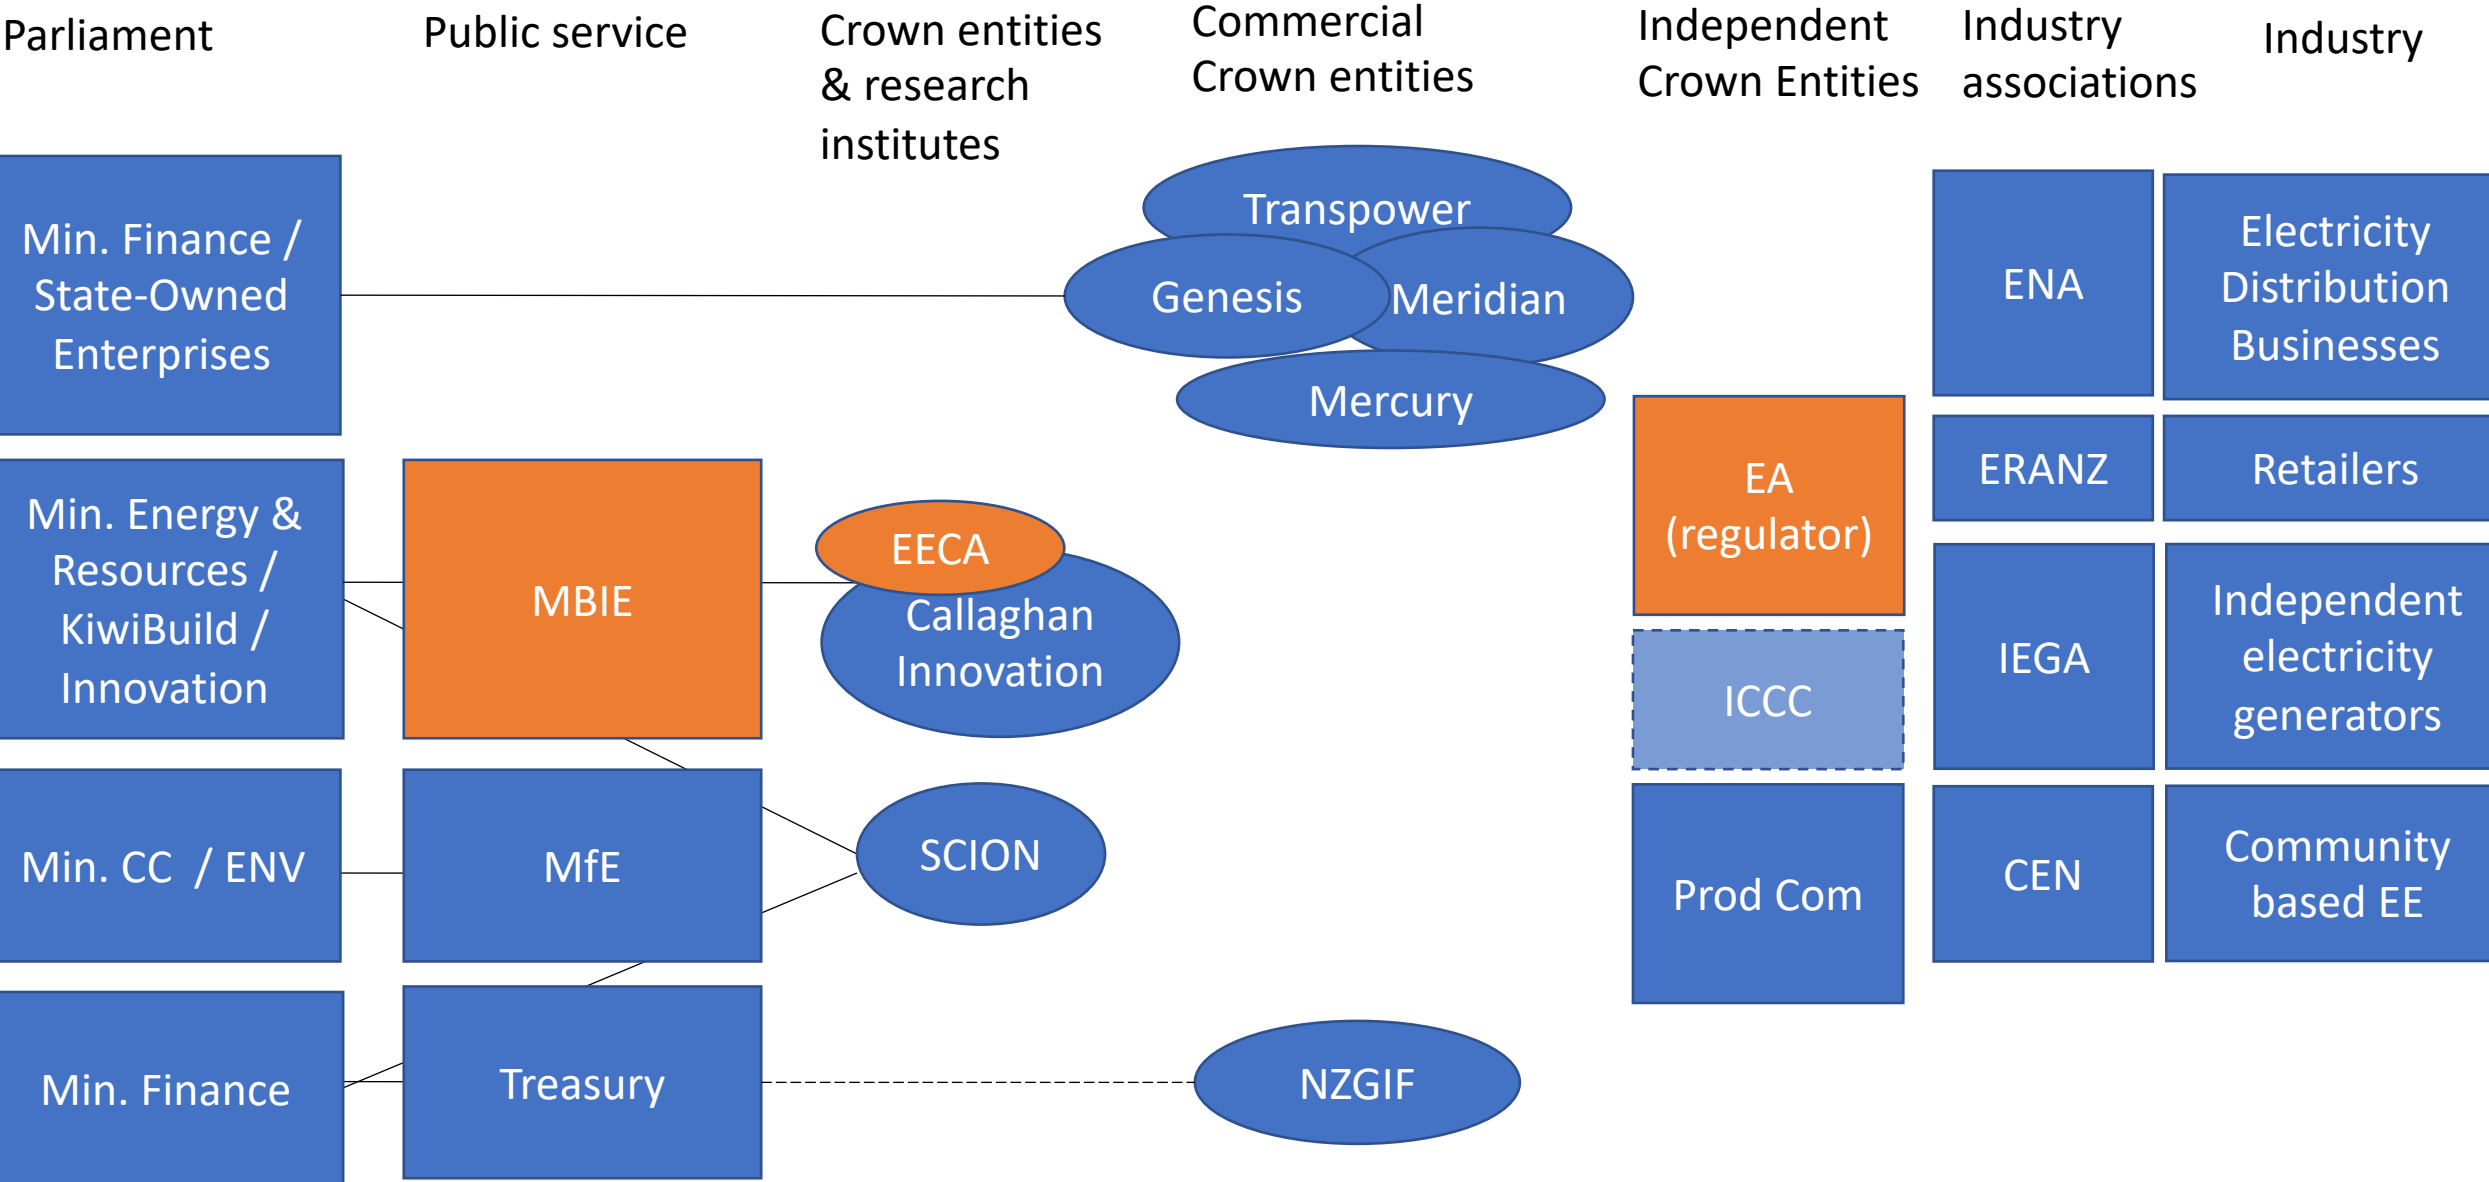 Parliament
Public service
Crown entities
& research
institutes
Commercial
Crown entities
Independent
Crown Entities
Industry
associations
Industry
Min. Finance /
State-Owned
Enterprises
Transpower
Genesis
Meridian
Mercury
ENA
Electricity
Distribution
Businesses
Min. Energy &
Resources /
KiwiBuild /
Innovation
MBIE
EECA
Callaghan
Innovation
EA
(regulator)
ERANZ
Retailers
ICCC
IEGA
Independent
electricity
generators
Min. CC  / ENV
MfE
SCION
Prod Com
CEN
Community
based EE
Min. Finance
Treasury
NZGIF